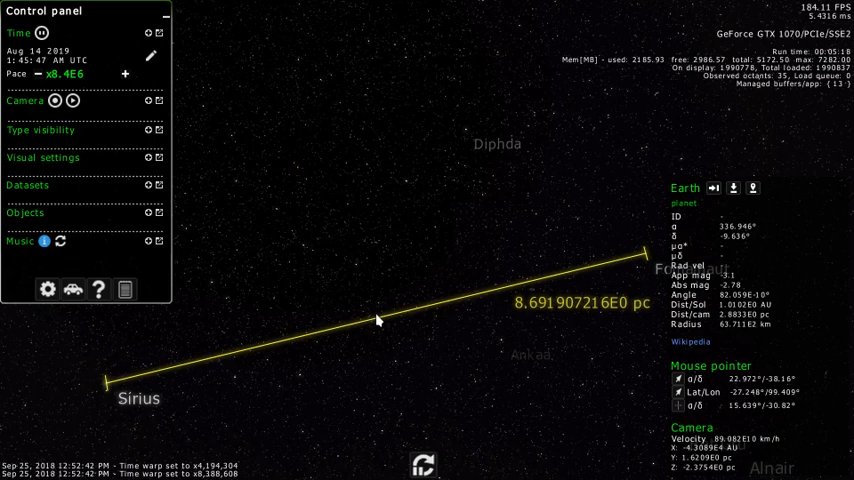 Control panel
Time
Aug 14 2019
1:45:47 AM UTC
Pace − x8.4E6 +
Camera
Type visibility
Visual settings
Datasets
Objects
Music
184.11 FPS
5.4316 ms
GeForce GTX 1070/PCIe/SSE2
Run time: 00:05:18
Mem[MB] - used: 2185.93 free: 2986.57 total: 5172.50 max: 7282.00
On display: 1990778, Total loaded: 1990837
Observed octants: 35, Load queue: 0
Managed buffers/app: { 13 }
Diphda
8.691907216E0 pc
Ankaa
Sirius
Earth
planet
ID -
α 336.946°
δ -9.636°
μα* -
μδ -
Rad vel -
App mag -3.1
Abs mag -2.78
Angle 82.059E-10°
Dist/Sol 1.0102E0 AU
Dist/cam 2.8833E0 pc
Radius 63.711E2 km
Wikipedia
Mouse pointer
α/δ 22.972°/-38.16°
Lat/Lon -27.248°/99.409°
α/δ 15.639°/-30.82°
Camera
Velocity 89.082E10 km/h
X: -4.3089E4 AU
Y: 1.6209E0 pc
Z: -2.3754E0 pc
Alnair
Sep 25, 2018 12:52:42 PM - Time warp set to x4,194,304
Sep 25, 2018 12:52:42 PM - Time warp set to x8,388,608